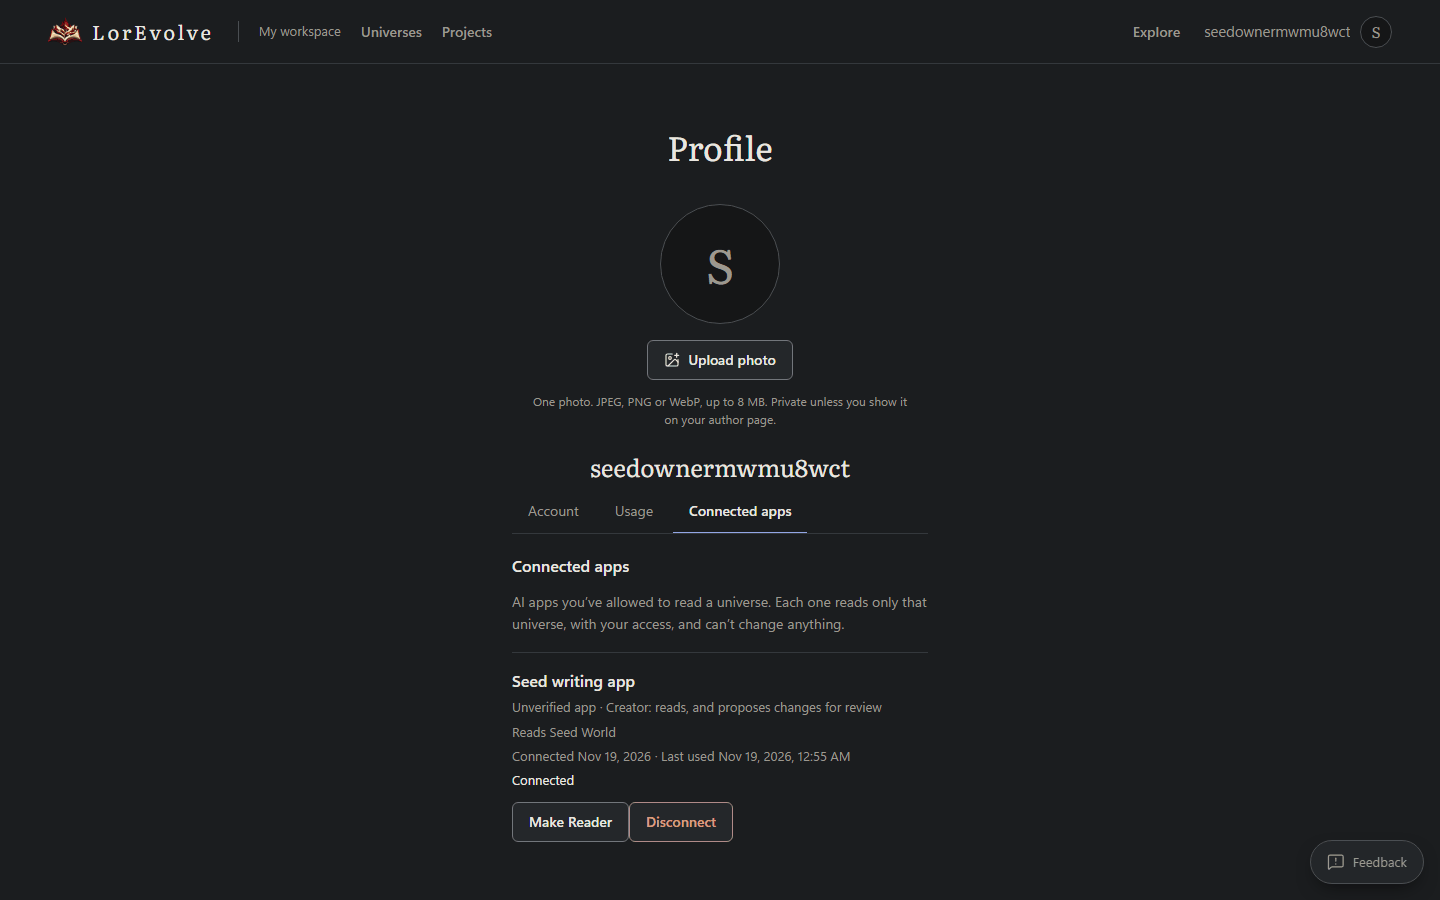 LorEvolve
My workspace
Universes
Projects
Explore
seedownermwmu8wct
S
Profile
S
Upload photo
One photo. JPEG, PNG or WebP, up to 8 MB. Private unless you show it
on your author page.
seedownermwmu8wct
Account
Usage
Connected apps
Connected apps
AI apps you’ve allowed to read a universe. Each one reads only that
universe, with your access, and can’t change anything.
Seed writing app
Unverified app · Creator: reads, and proposes changes for review
Reads Seed World
Connected Nov 19, 2026 · Last used Nov 19, 2026, 12:55 AM
Connected
Make Reader
Disconnect
Feedback